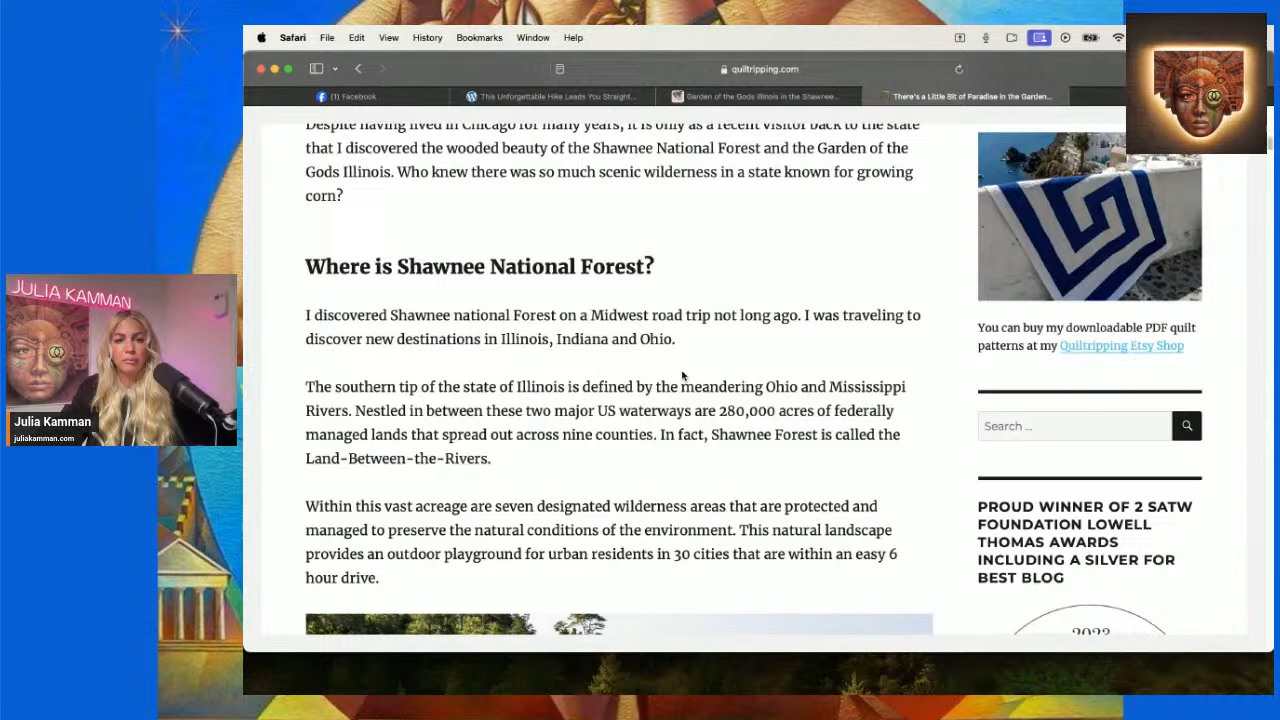 Safari File Edit View History Bookmarks Window Help
quiltripping.com
(1) Facebook
This Unforgettable Hike Leads You Straight...
Garden of the Gods Illinois in the Shawnee...
There's a Little Bit of Paradise in the Garden...
Despite having lived in Chicago for many years, it is only as a recent visitor back to the state
that I discovered the wooded beauty of the Shawnee National Forest and the Garden of the
Gods Illinois. Who knew there was so much scenic wilderness in a state known for growing
corn?
Where is Shawnee National Forest?
I discovered Shawnee national Forest on a Midwest road trip not long ago. I was traveling to
discover new destinations in Illinois, Indiana and Ohio.
The southern tip of the state of Illinois is defined by the meandering Ohio and Mississippi
Rivers. Nestled in between these two major US waterways are 280,000 acres of federally
managed lands that spread out across nine counties. In fact, Shawnee Forest is called the
Land-Between-the-Rivers.
Within this vast acreage are seven designated wilderness areas that are protected and
managed to preserve the natural conditions of the environment. This natural landscape
provides an outdoor playground for urban residents in 30 cities that are within an easy 6
hour drive.
You can buy my downloadable PDF quilt
patterns at my Quiltripping Etsy Shop
Search ...
PROUD WINNER OF 2 SATW
FOUNDATION LOWELL
THOMAS AWARDS
INCLUDING A SILVER FOR
BEST BLOG
2023
JULIA KAMMAN
Julia Kamman
juliakamman.com